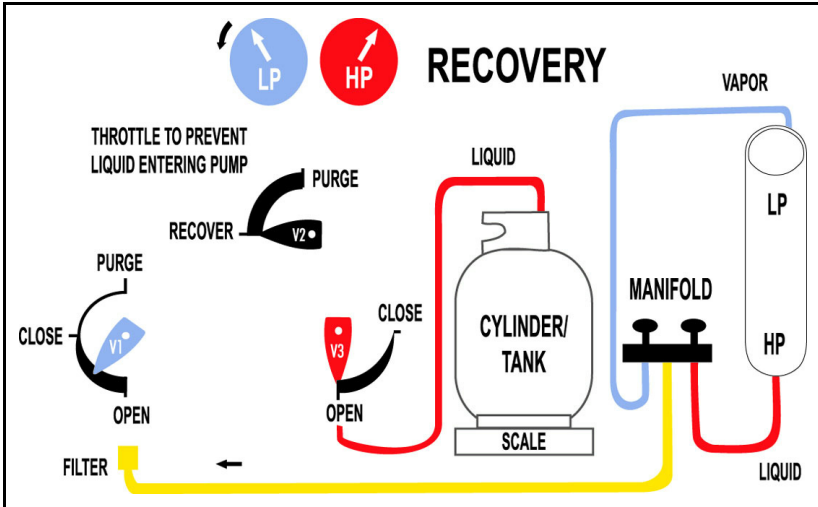 LP
HP
RECOVERY
VAPOR
THROTTLE TO PREVENT
LIQUID ENTERING PUMP
LIQUID
PURGE
RECOVER
V2
LP
PURGE
MANIFOLD
CLOSE
V1
CLOSE
V3
CYLINDER/
TANK
HP
OPEN
OPEN
SCALE
FILTER
LIQUID